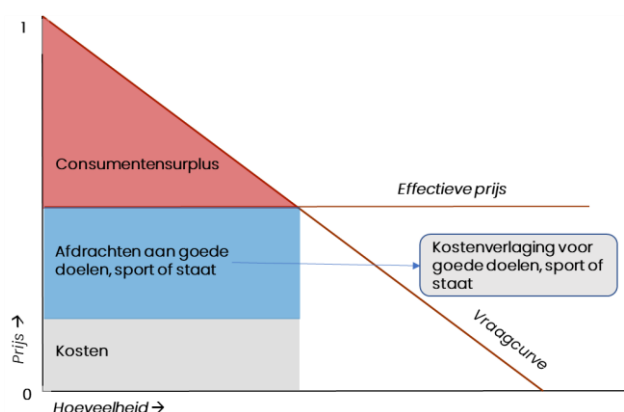 1
Consumentensurplus
Effectieve prijs
Afdrachten aan goede
doelen, sport of staat
Kostenverlaging voor
goede doelen, sport of
staat
Vraagcurve
Kosten
Prijs →
0
Hoeveelheid →